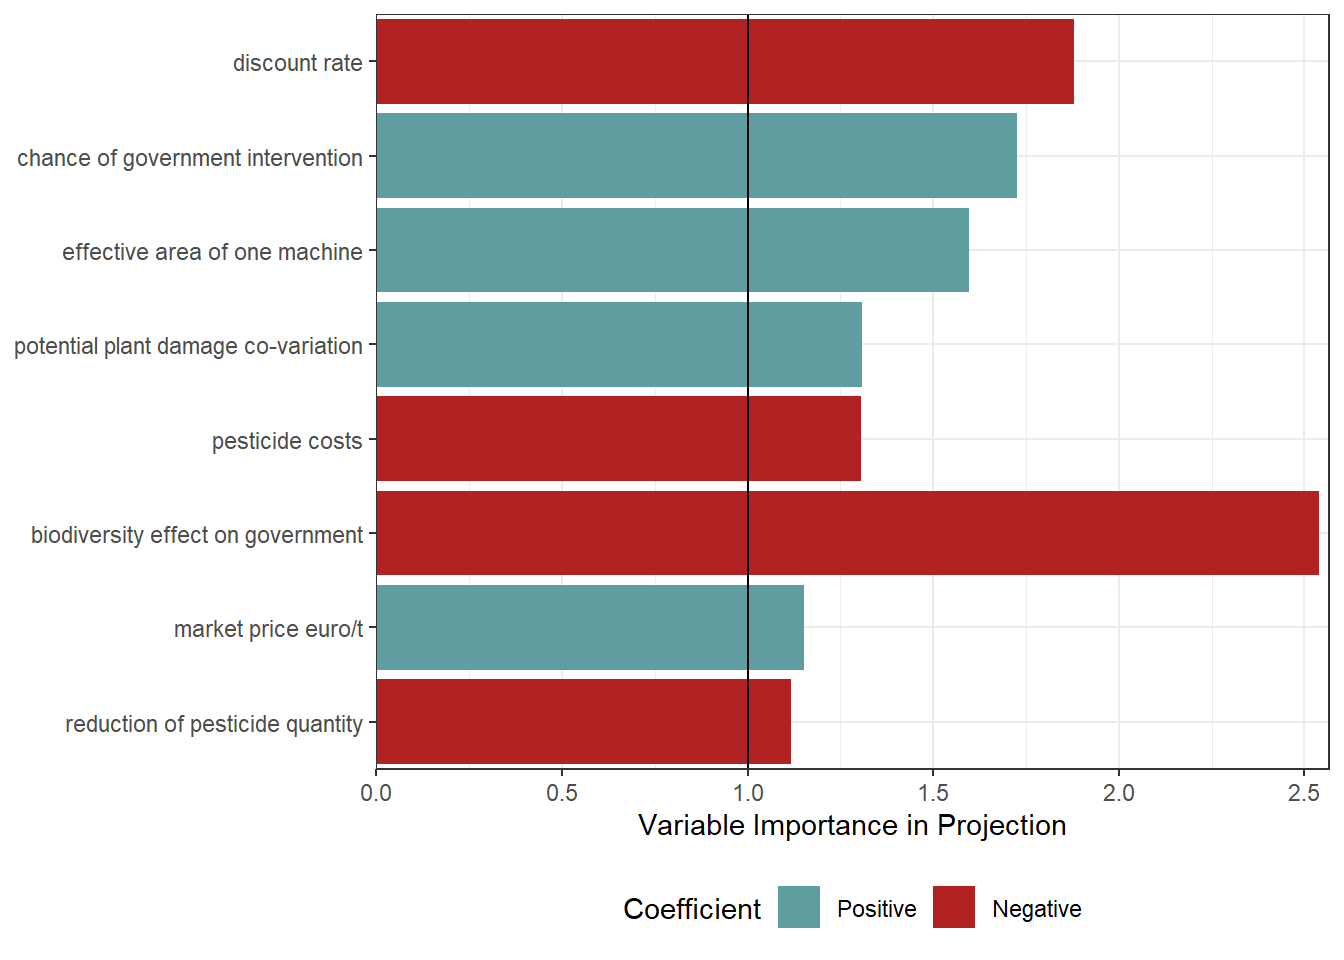 discount rate
chance of government intervention
effective area of one machine
potential plant damage co-variation
pesticide costs
biodiversity effect on government
market price euro/t
reduction of pesticide quantity
0.0 0.5 1.0 1.5 2.0 2.5
Variable Importance in Projection
Coefficient Positive Negative